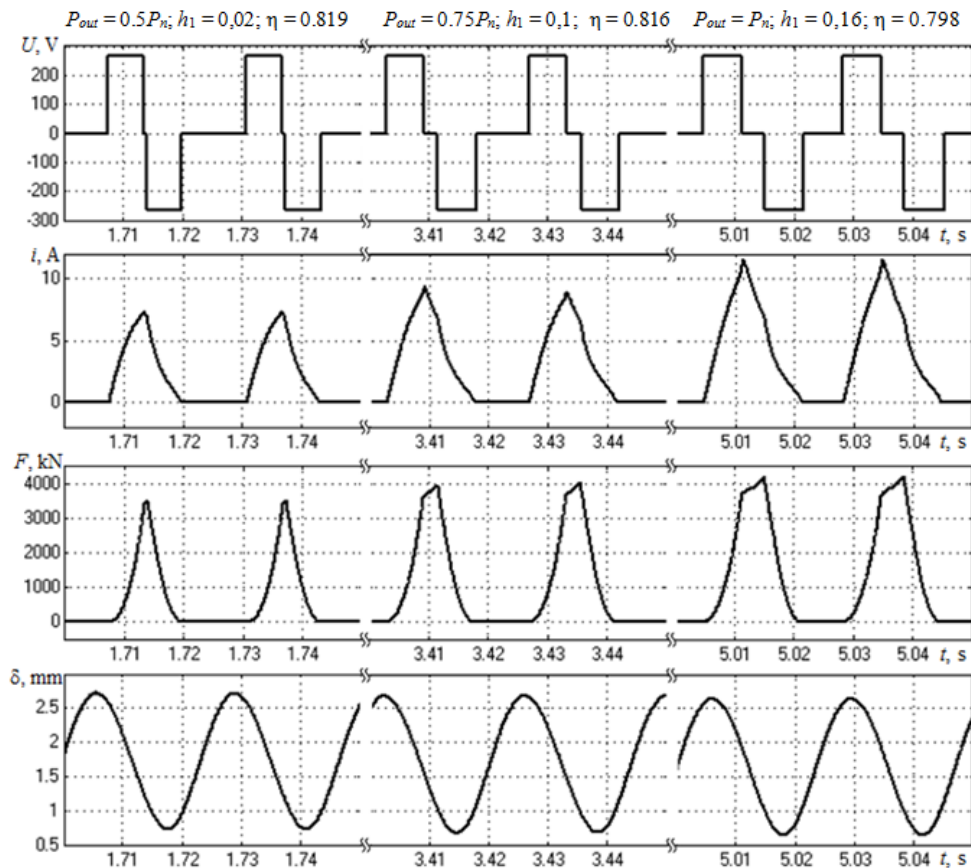 P_out = 0.5P_n; h_1 = 0,02; η = 0.819 P_out = 0.75P_n; h_1 = 0,1; η = 0.816 P_out = P_n; h_1 = 0,16; η = 0.798
U, V
200
100
0
-100
-200
-300
1.71 1.72 1.73 1.74 3.41 3.42 3.43 3.44 5.01 5.02 5.03 5.04 t, s
i, A
10
5
0
1.71 1.72 1.73 1.74 3.41 3.42 3.43 3.44 5.01 5.02 5.03 5.04 t, s
F, kN
4000
3000
2000
1000
0
1.71 1.72 1.73 1.74 3.41 3.42 3.43 3.44 5.01 5.02 5.03 5.04 t, s
δ, mm
2.5
2
1.5
1
0.5
1.71 1.72 1.73 1.74 3.41 3.42 3.43 3.44 5.01 5.02 5.03 5.04 t, s